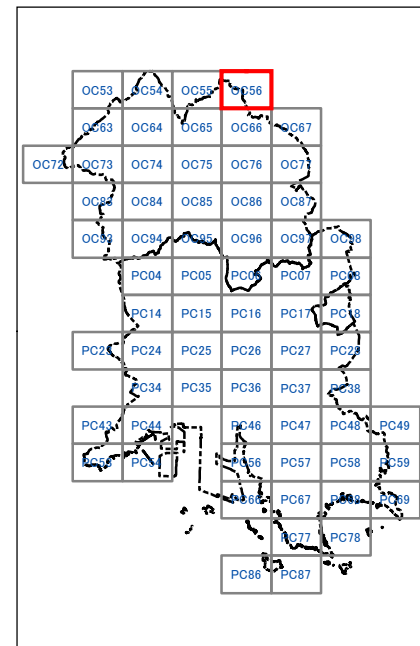 OC53 OC54 OC55 OC56
OC63 OC64 OC65 OC66 OC67
OC72 OC73 OC74 OC75 OC76 OC77
OC83 OC84 OC85 OC86 OC87
OC93 OC94 OC95 OC96 OC97 OC98
PC04 PC05 PC06 PC07 PC08
PC14 PC15 PC16 PC17 PC18
PC23 PC24 PC25 PC26 PC27 PC28
PC34 PC35 PC36 PC37 PC38
PC43 PC44 PC46 PC47 PC48 PC49
PC53 PC54 PC56 PC57 PC58 PC59
PC66 PC67 PC68 PC69
PC77 PC78
PC86 PC87